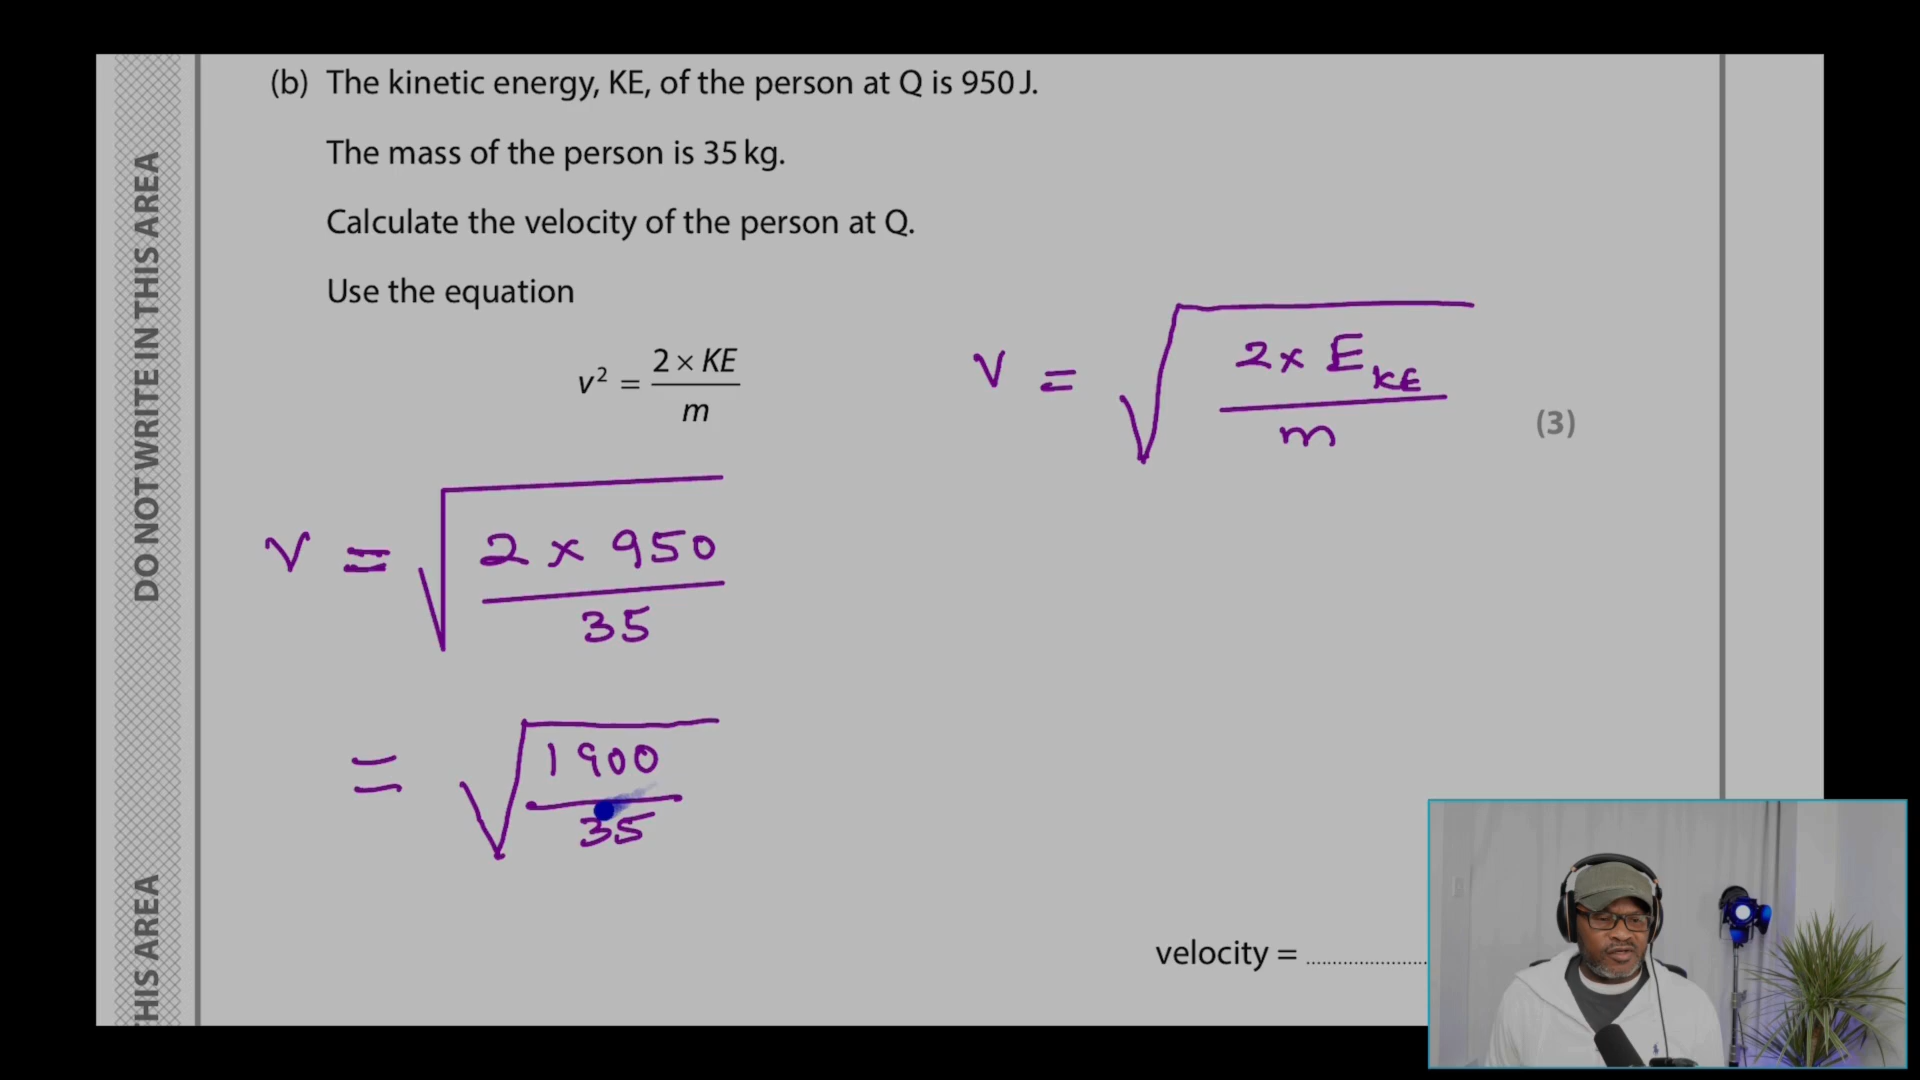 (b) The kinetic energy, KE, of the person at Q is 950 J.
The mass of the person is 35 kg.
Calculate the velocity of the person at Q.
Use the equation
v² = 2 × KE / m
(3)
v = √ 2 x E KE / m
v = √ 2 x 950 / 35
= √ 1900 / 35
velocity = ......................
DO NOT WRITE IN THIS AREA
HIS AREA